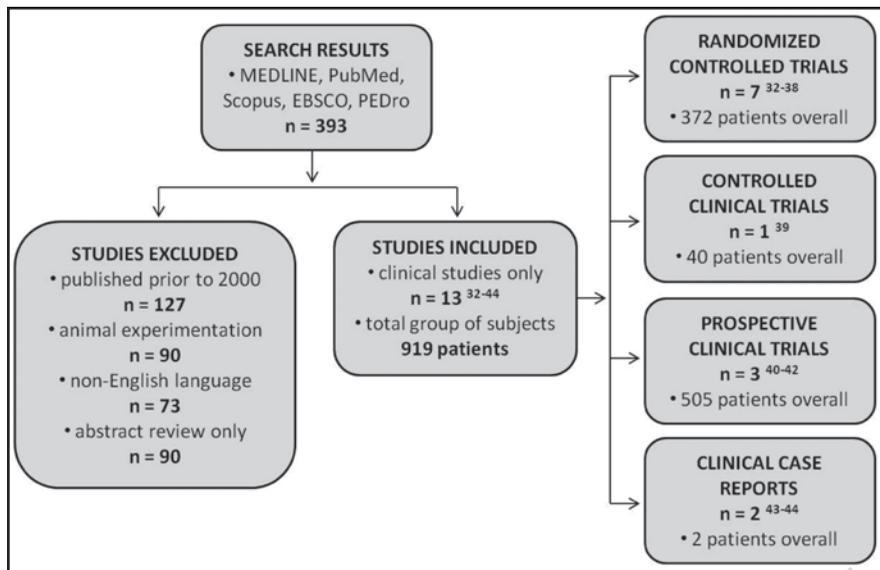 SEARCH RESULTS
• MEDLINE, PubMed,
Scopus, EBSCO, PEDro
n = 393
STUDIES EXCLUDED
• published prior to 2000
n = 127
• animal experimentation
n = 90
• non-English language
n = 73
• abstract review only
n = 90
STUDIES INCLUDED
• clinical studies only
n = 13 32-44
• total group of subjects
919 patients
RANDOMIZED
CONTROLLED TRIALS
n = 7 32-38
• 372 patients overall
CONTROLLED
CLINICAL TRIALS
n = 1 39
• 40 patients overall
PROSPECTIVE
CLINICAL TRIALS
n = 3 40-42
• 505 patients overall
CLINICAL CASE
REPORTS
n = 2 43-44
• 2 patients overall